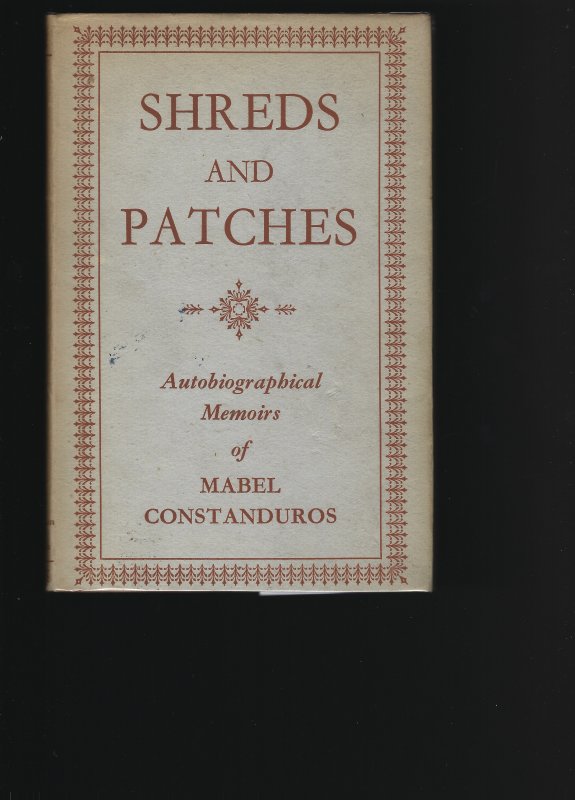 SHREDS
AND
PATCHES
Autobiographical
Memoirs
of
MABEL
CONSTANDUROS